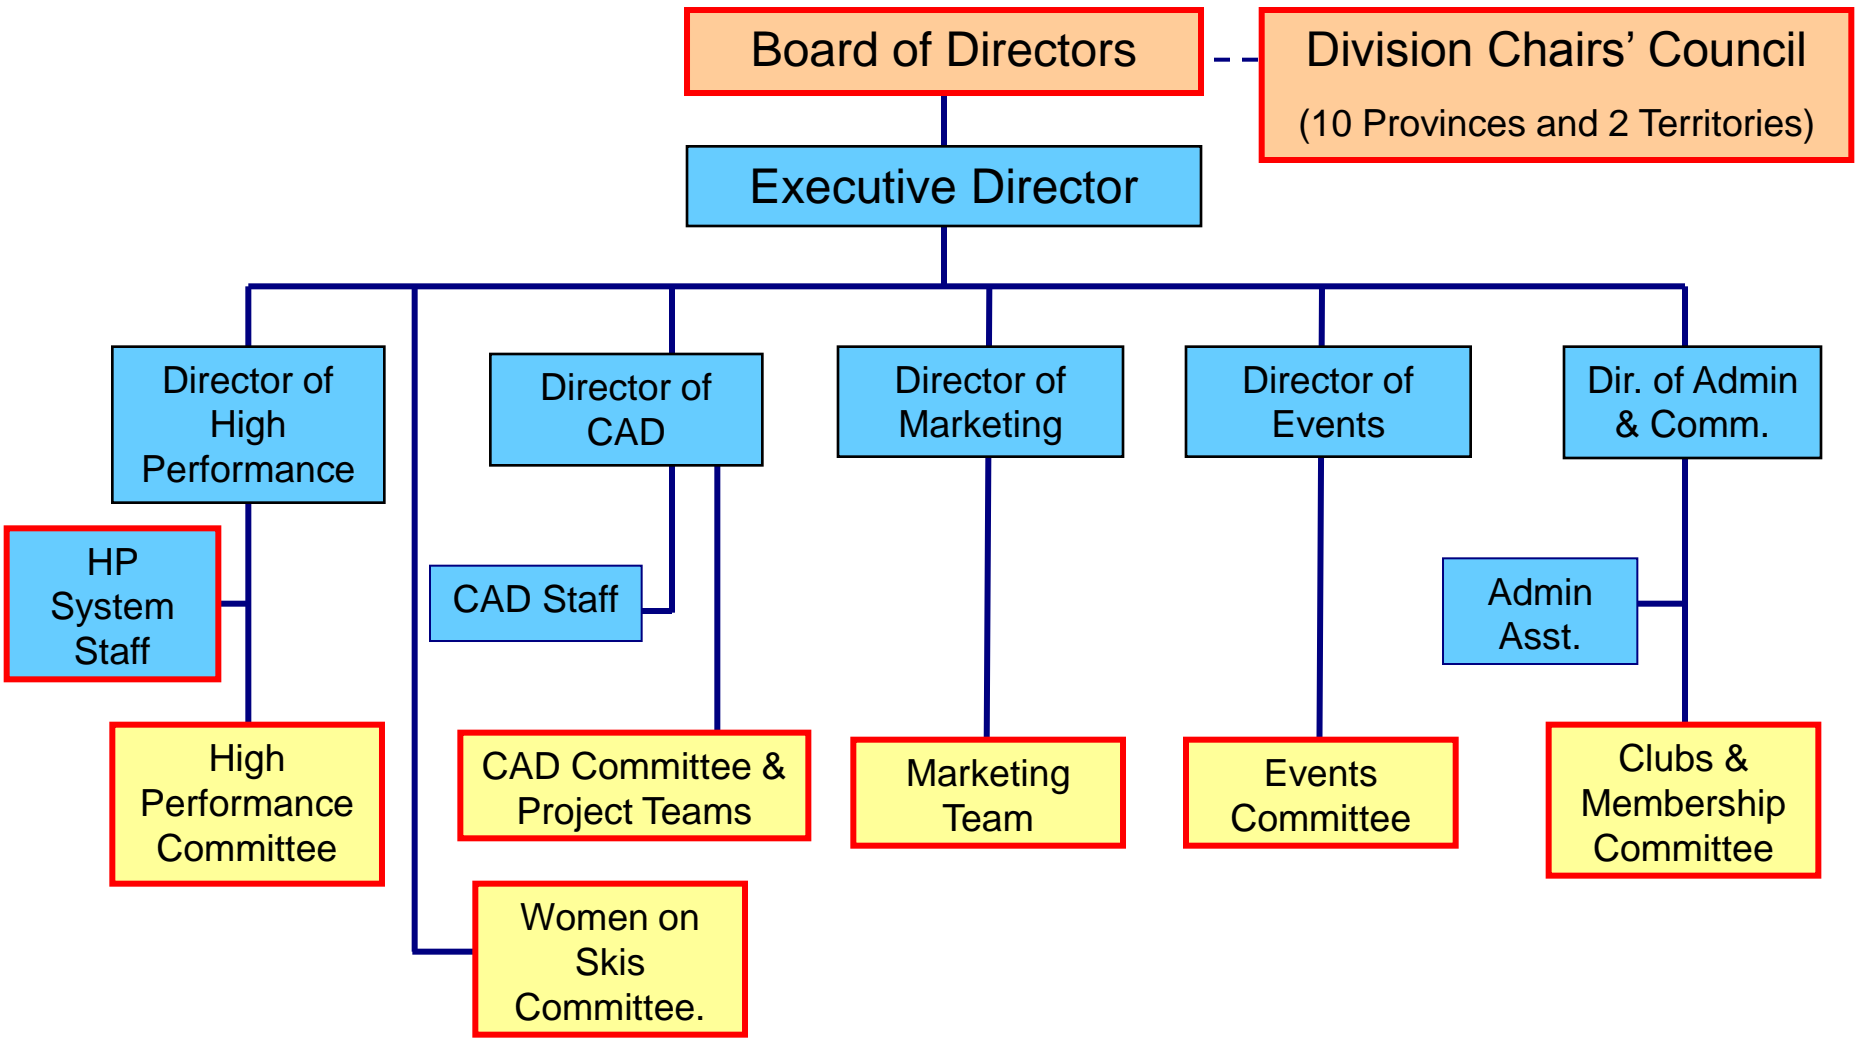 Board of Directors
Division Chairs’ Council
(10 Provinces and 2 Territories)
Executive Director
Director of
High
Performance
Director of
CAD
Director of
Marketing
Director of
Events
Dir. of Admin
& Comm.
HP
System
Staff
CAD Staff
Admin
Asst.
High
Performance
Committee
CAD Committee &
Project Teams
Marketing
Team
Events
Committee
Clubs &
Membership
Committee
Women on
Skis
Committee.